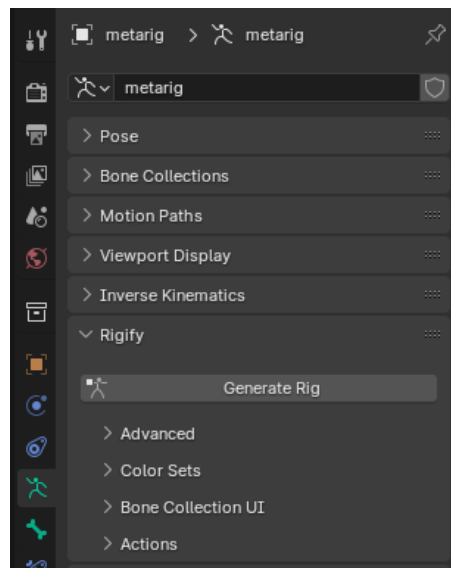 metarig > metarig
metarig
Pose
Bone Collections
Motion Paths
Viewport Display
Inverse Kinematics
Rigify
Generate Rig
Advanced
Color Sets
Bone Collection UI
Actions